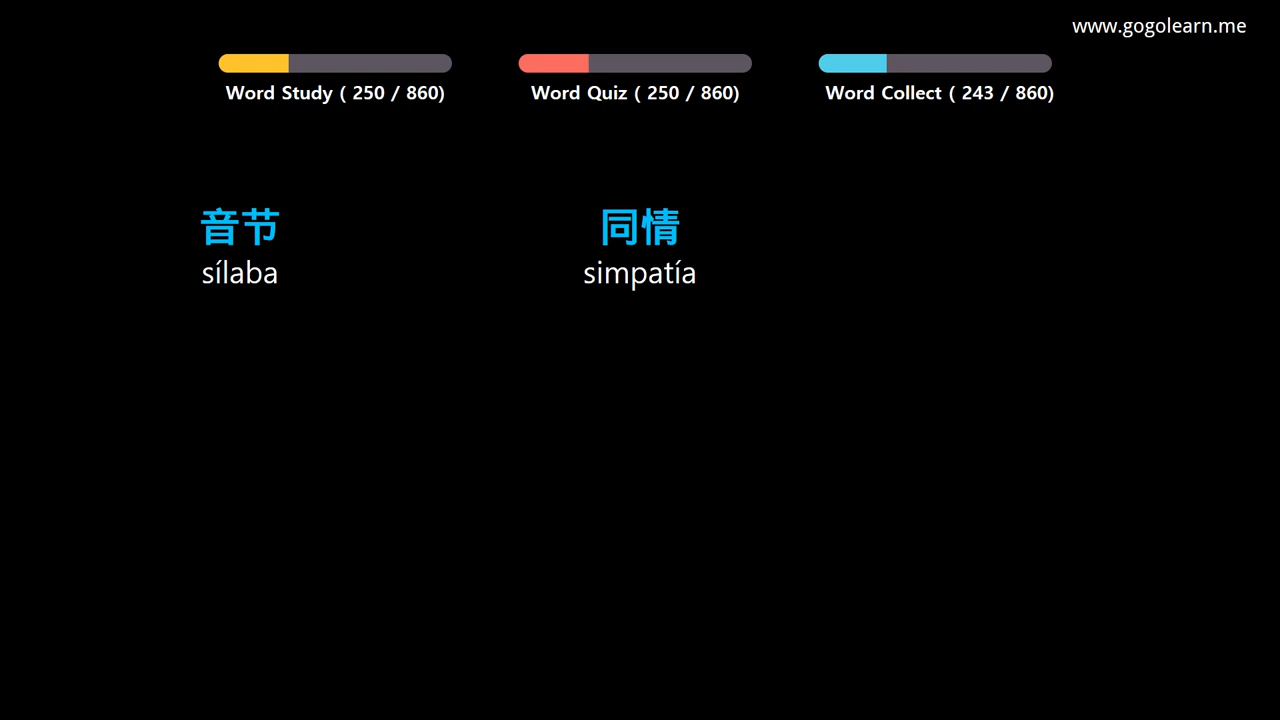 www.gogolearn.me
Word Study ( 250 / 860)
Word Quiz ( 250 / 860)
Word Collect ( 243 / 860)
音节
sílaba
同情
simpatía